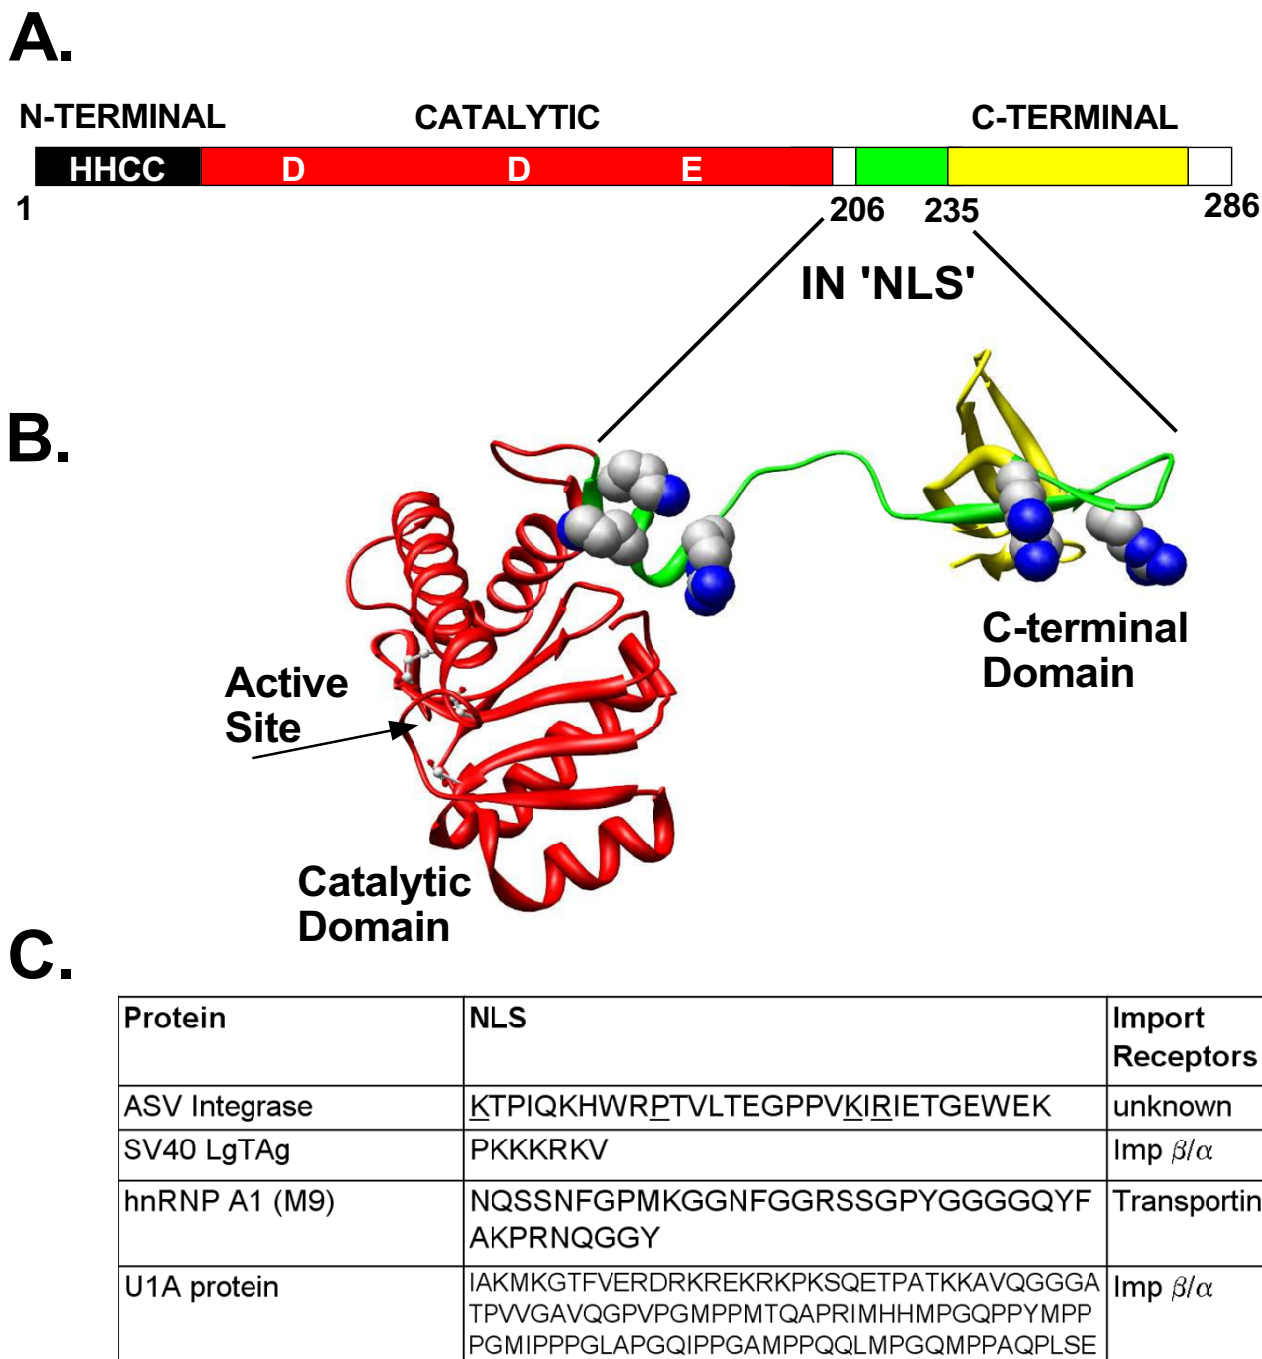 A.
N-TERMINAL CATALYTIC C-TERMINAL
HHCC D D E
1 206 235 286
IN 'NLS'
B.
C-terminal
Domain
Active
Site
Catalytic
Domain
C.
Protein NLS Import
Receptors
ASV Integrase KTPIQKHWRPTVLTEGPPVKIRIETGEWEK unknown
SV40 LgTAg PKKKRKV Imp β/α
hnRNP A1 (M9) NQSSNFGPMKGGNFGGRSSGPYGGGGQYF Transportin
AKPRNQGGY
U1A protein IAKMKGTFVERDRKREKRKPKSQETPATKKAVQGGGA Imp β/α
TPVVGAVQGPVPGMPPMTQAPRIMHHMPGQPPYMPP
PGMIPPPGLAPGQIPPGAMPPQQLMPGQMPPAQPLSE